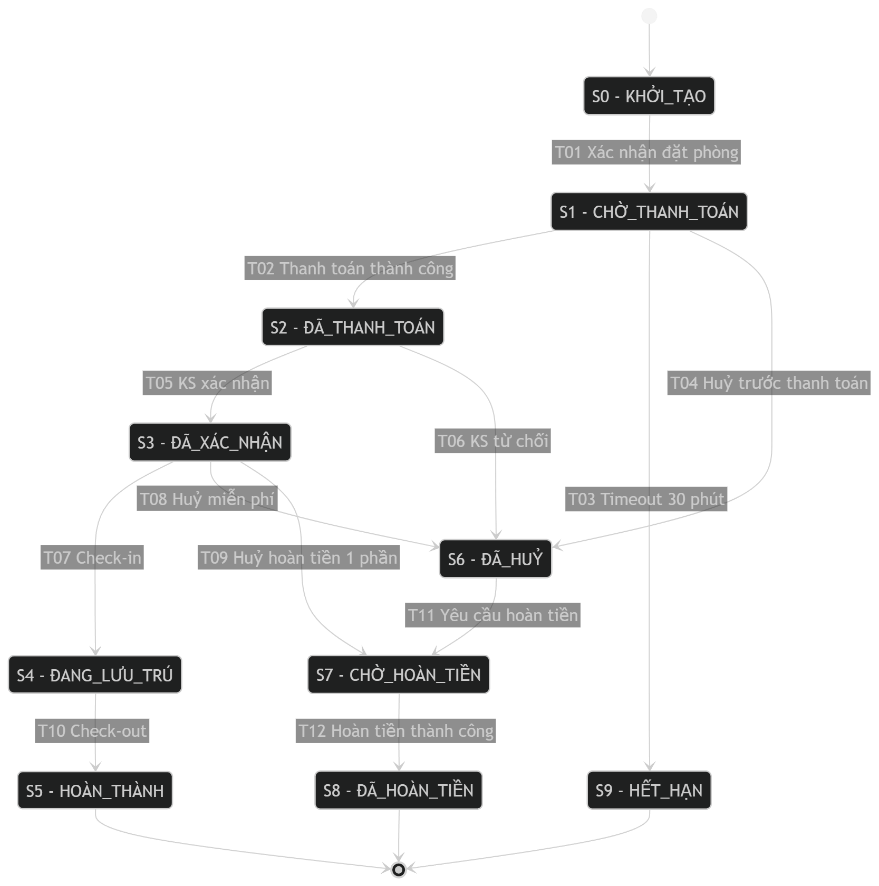 S0 - KHỞI_TẠO
T01 Xác nhận đặt phòng
S1 - CHỜ_THANH_TOÁN
T02 Thanh toán thành công
S2 - ĐÃ_THANH_TOÁN
T05 KS xác nhận
T04 Huỷ trước thanh toán
S3 - ĐÃ_XÁC_NHẬN
T06 KS từ chối
T08 Huỷ miễn phí
T03 Timeout 30 phút
T07 Check-in
T09 Huỷ hoàn tiền 1 phần
S6 - ĐÃ_HUỶ
T11 Yêu cầu hoàn tiền
S4 - ĐANG_LƯU_TRÚ
S7 - CHỜ_HOÀN_TIỀN
T10 Check-out
T12 Hoàn tiền thành công
S5 - HOÀN_THÀNH
S8 - ĐÃ_HOÀN_TIỀN
S9 - HẾT_HẠN